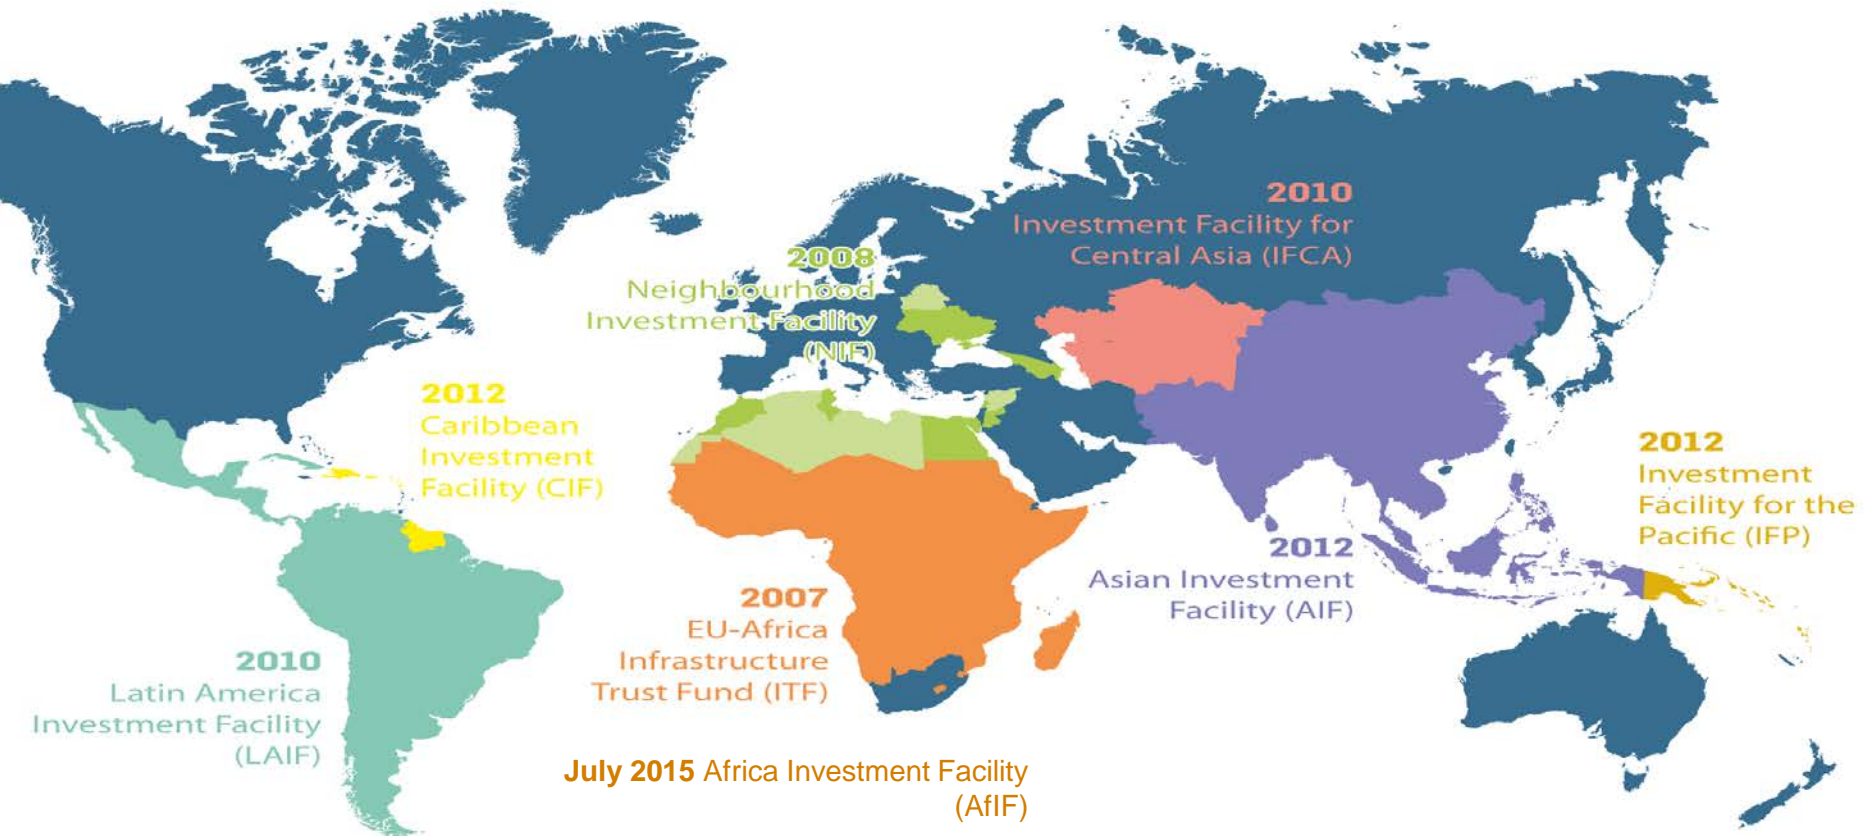 2010
Investment Facility for
Central Asia (IFCA)
2008
Neighbourhood
Investment Facility
(NIF)
2012
Caribbean
Investment
Facility (CIF)
2012
Investment
Facility for the
Pacific (IFP)
2012
Asian Investment
Facility (AIF)
2007
EU-Africa
Infrastructure
Trust Fund (ITF)
2010
Latin America
Investment Facility
(LAIF)
July 2015 Africa Investment Facility
(AfIF)